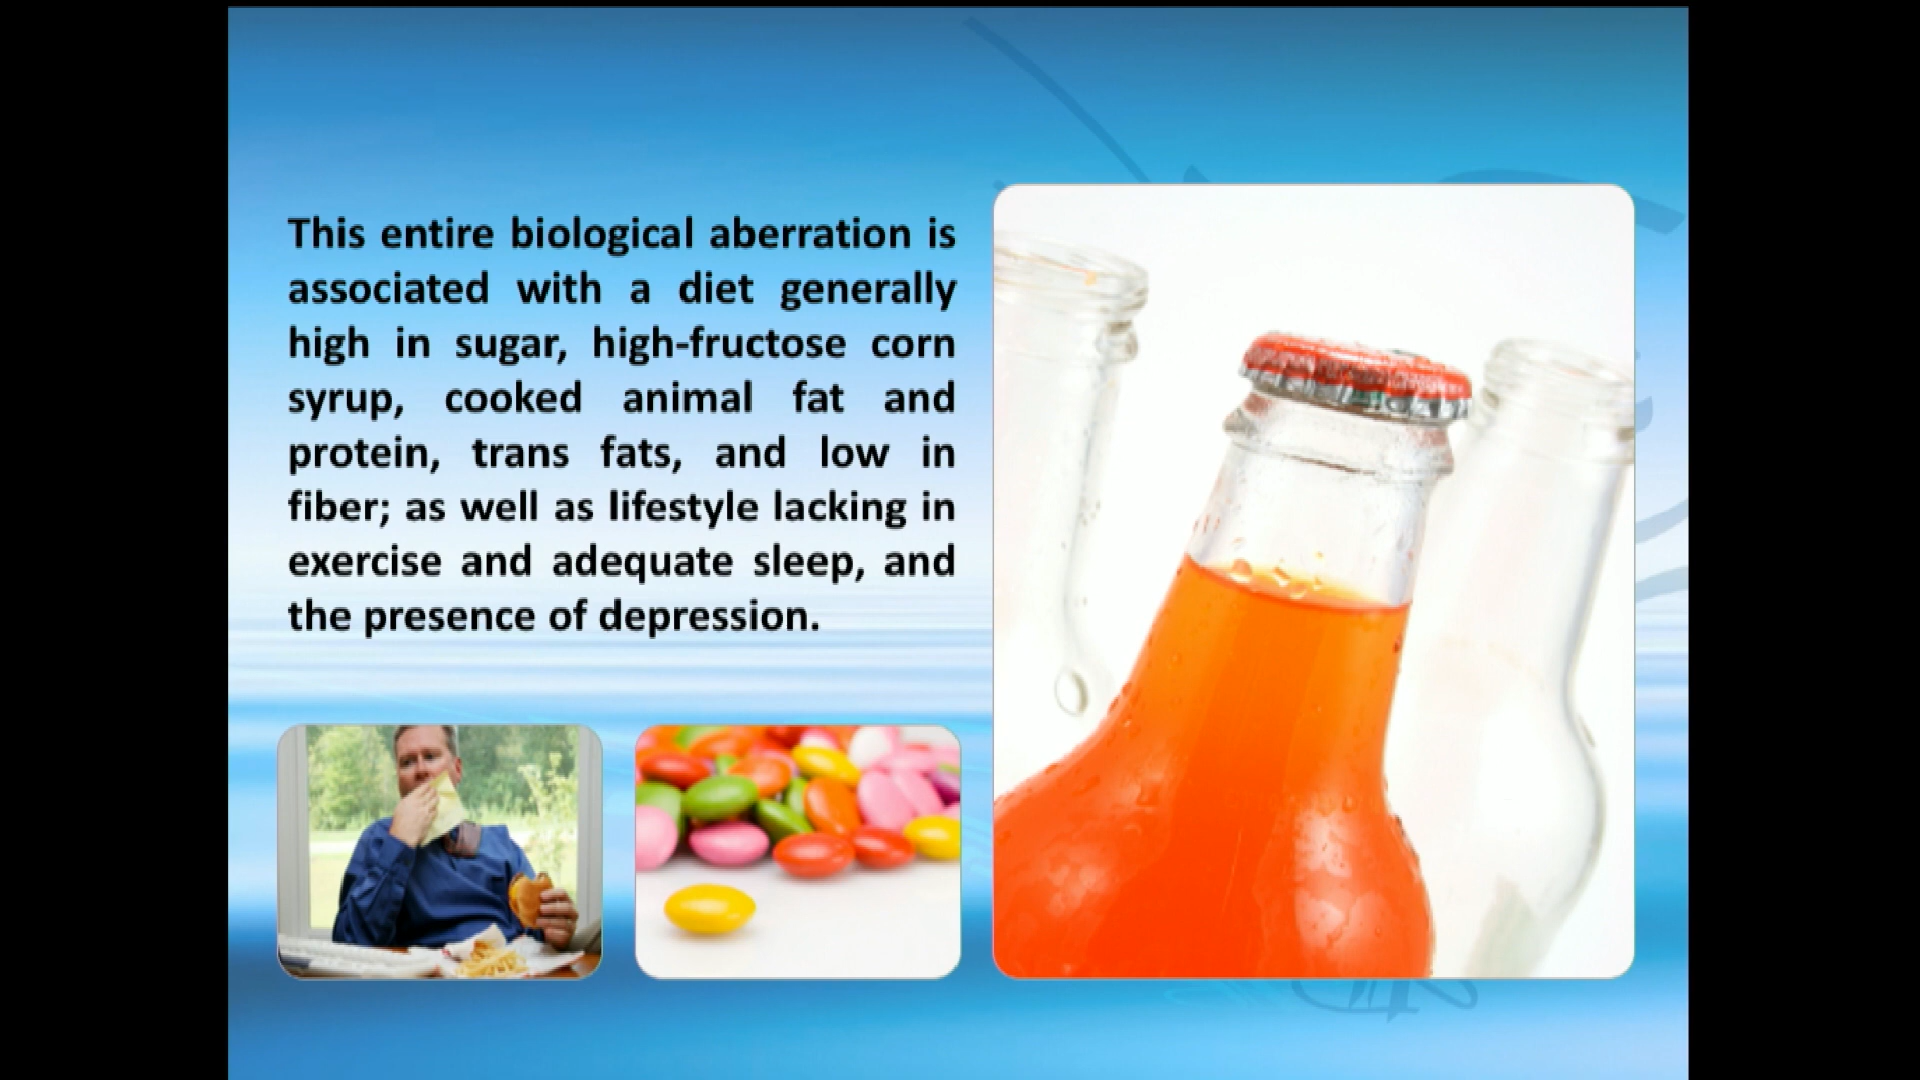 This entire biological aberration is
associated with a diet generally
high in sugar, high-fructose corn
syrup, cooked animal fat and
protein, trans fats, and low in
fiber; as well as lifestyle lacking in
exercise and adequate sleep, and
the presence of depression.